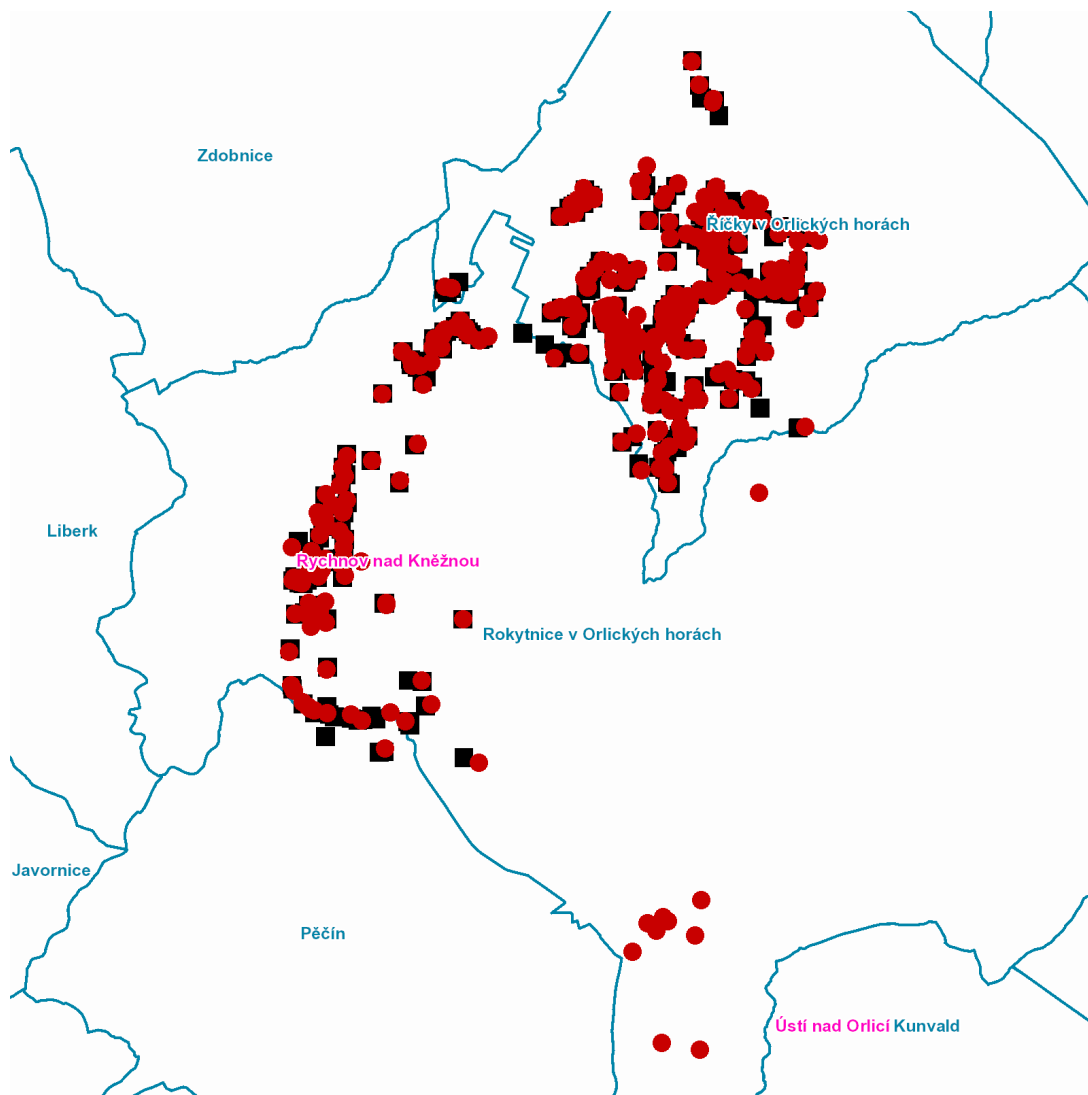 Zdobnice
Říčky v Orlických horách
Liberk
Rychnov nad Kněžnou
Rokytnice v Orlických horách
Javornice
Pěčín
Ústí nad Orlicí
Kunvald